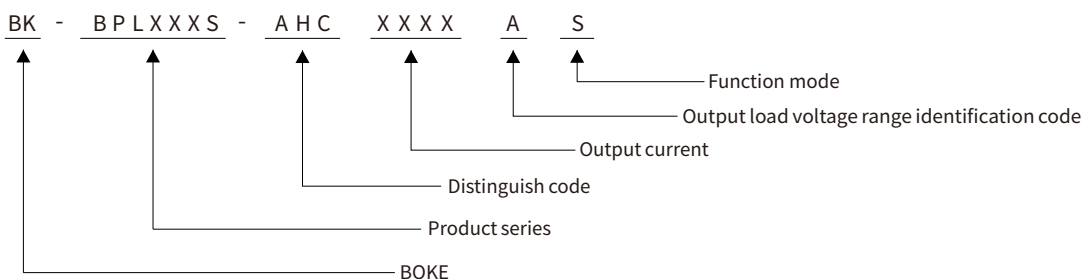 BK - BPLXXXS - AHC XXXX A S
Function mode
Output load voltage range identification code
Output current
Distinguish code
Product series
BOKE